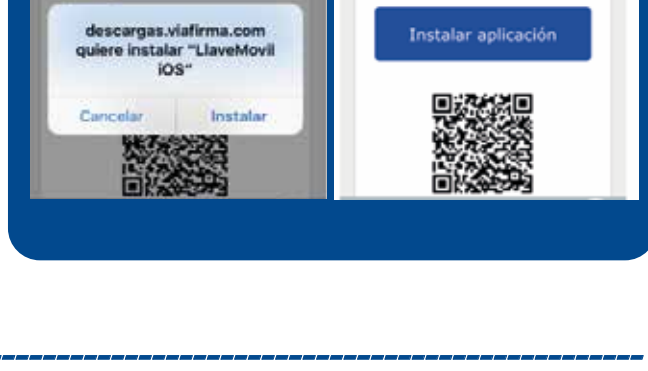 descargas.viafirma.com
quiere instalar "LlaveMovil
iOS"
Cancelar
Instalar
Instalar aplicación